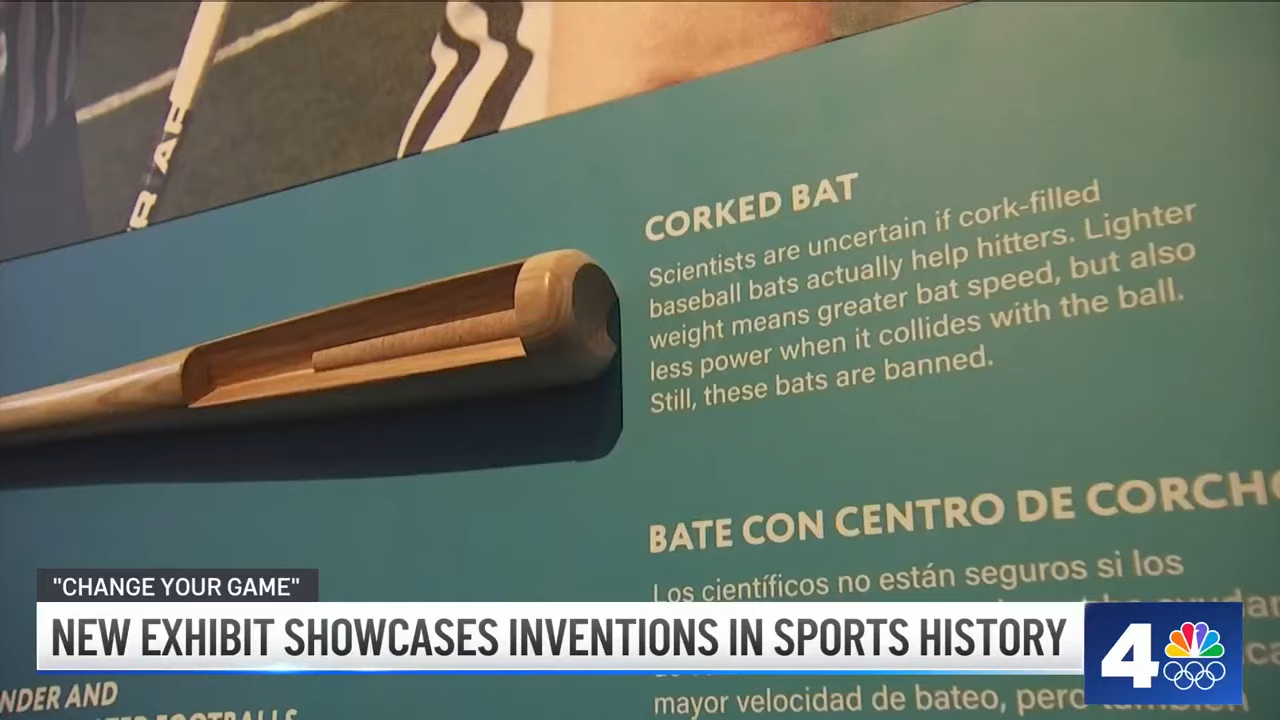 CORKED BAT
Scientists are uncertain if cork-filled
baseball bats actually help hitters. Lighter
weight means greater bat speed, but also
less power when it collides with the ball.
Still, these bats are banned.
BATE CON CENTRO DE CORCHO
Los científicos no están seguros si los
mayor velocidad de bateo, pero también
"CHANGE YOUR GAME"
NEW EXHIBIT SHOWCASES INVENTIONS IN SPORTS HISTORY
4
NDER AND
FOOTBALLS